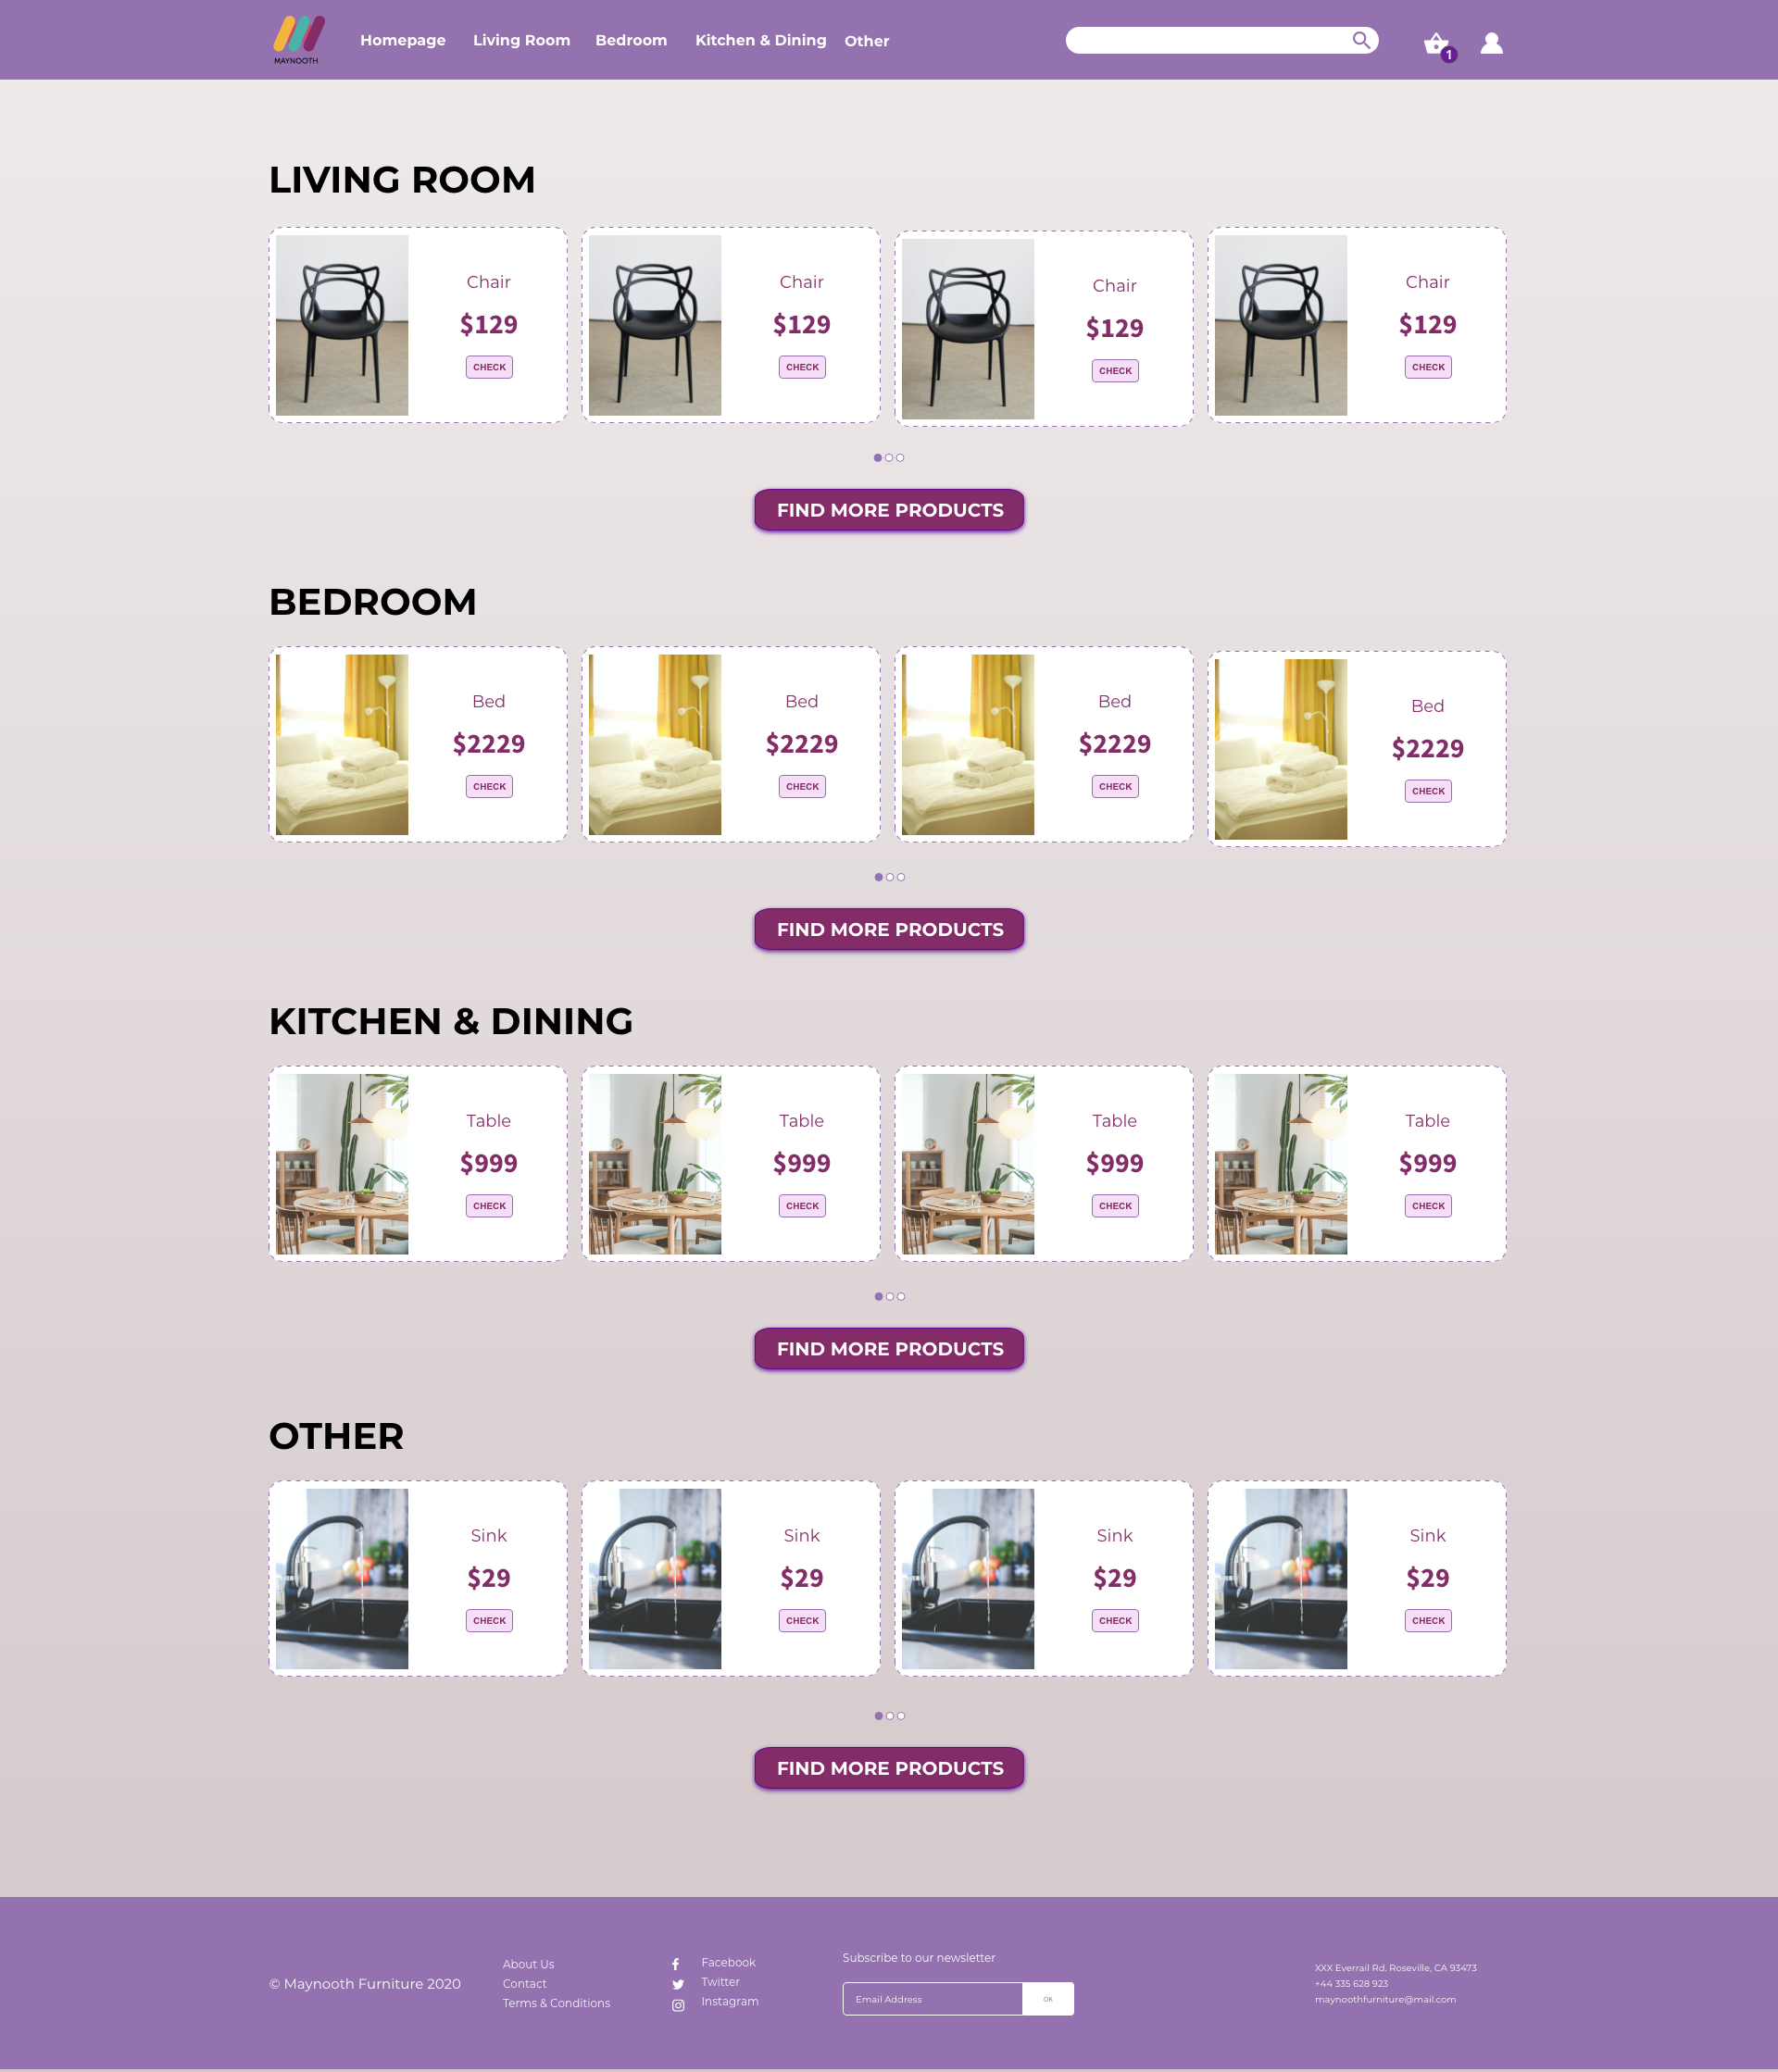 MAYNOOTH
Homepage Living Room Bedroom Kitchen & Dining Other
1
LIVING ROOM
Chair Chair Chair Chair
$129 $129 $129 $129
CHECK CHECK CHECK CHECK
FIND MORE PRODUCTS
BEDROOM
Bed Bed Bed Bed
$2229 $2229 $2229 $2229
CHECK CHECK CHECK CHECK
FIND MORE PRODUCTS
KITCHEN & DINING
Table Table Table Table
$999 $999 $999 $999
CHECK CHECK CHECK CHECK
FIND MORE PRODUCTS
OTHER
Sink Sink Sink Sink
$29 $29 $29 $29
CHECK CHECK CHECK CHECK
FIND MORE PRODUCTS
© Maynooth Furniture 2020
About Us
Contact
Terms & Conditions
Facebook
Twitter
Instagram
Subscribe to our newsletter
Email Address OK
XXX Everrail Rd. Roseville, CA 93473
+44 335 628 923
maynoothfurniture@mail.com